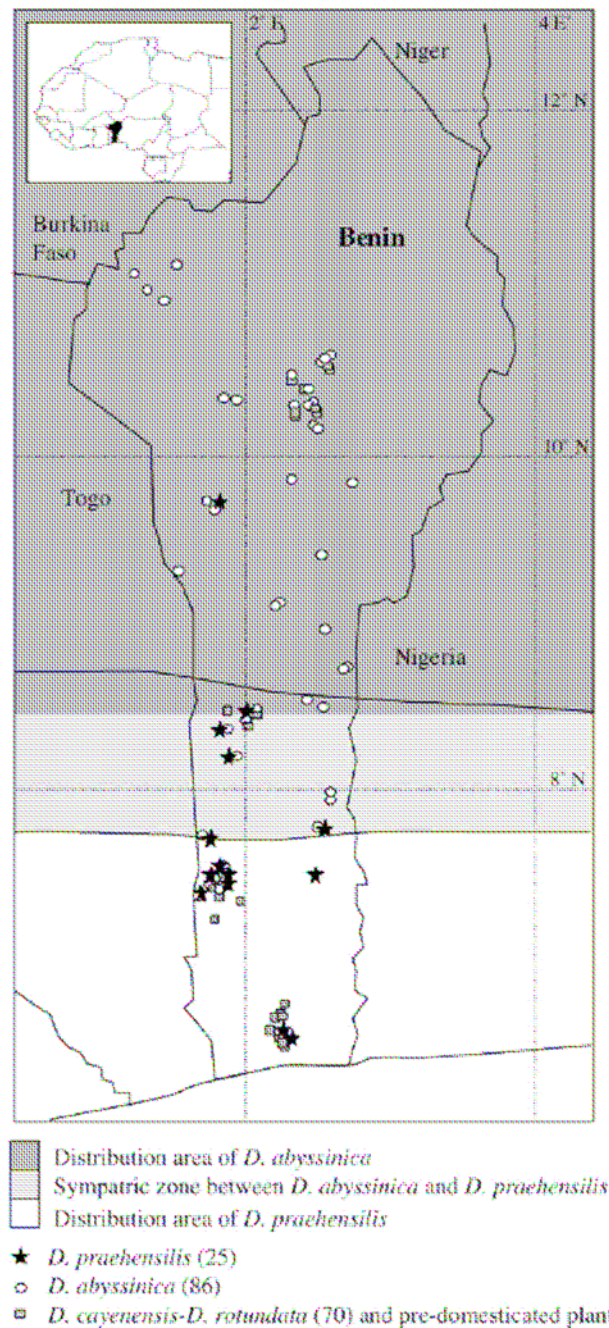 2° E
4 E'
Niger
12° N
Burkina
Faso
Benin
10° N
Togo
Nigeria
8° N
Distribution area of D. abyssinica
Sympatric zone between D. abyssinica and D. praehensilis
Distribution area of D. praehensilis
D. praehensilis (25)
D. abyssinica (86)
D. cayenensis-D. rotundata (70) and pre-domesticated plant